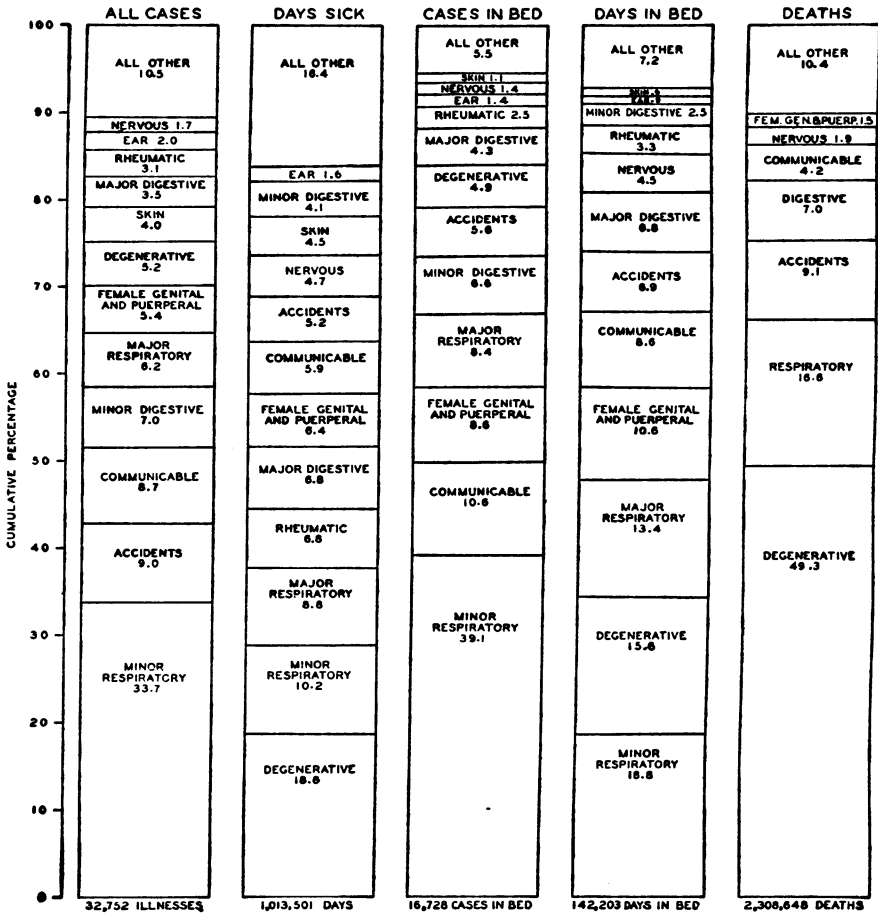 ALL CASES
DAYS SICK
CASES IN BED
DAYS IN BED
DEATHS
CUMULATIVE PERCENTAGE
100
90
80
70
60
50
40
30
20
10
0
ALL OTHER
10.5
NERVOUS 1.7
EAR 2.0
RHEUMATIC
3.1
MAJOR DIGESTIVE
3.5
SKIN
4.0
DEGENERATIVE
5.2
FEMALE GENITAL
AND PUERPERAL
5.4
MAJOR
RESPIRATORY
6.2
MINOR DIGESTIVE
7.0
COMMUNICABLE
8.7
ACCIDENTS
9.0
MINOR
RESPIRATORY
33.7
32,752 ILLNESSES
ALL OTHER
16.4
EAR 1.6
MINOR DIGESTIVE
4.1
SKIN
4.5
NERVOUS
4.7
ACCIDENTS
5.2
COMMUNICABLE
5.9
FEMALE GENITAL
AND PUERPERAL
6.4
MAJOR DIGESTIVE
6.8
RHEUMATIC
6.8
MAJOR
RESPIRATORY
8.8
MINOR
RESPIRATORY
10.2
DEGENERATIVE
18.6
1,013,501 DAYS
ALL OTHER
5.5
SKIN 1.1
NERVOUS 1.4
EAR 1.4
RHEUMATIC 2.5
MAJOR DIGESTIVE
4.3
DEGENERATIVE
4.9
ACCIDENTS
5.6
MINOR DIGESTIVE
6.6
MAJOR
RESPIRATORY
8.4
FEMALE GENITAL
AND PUERPERAL
8.6
COMMUNICABLE
10.6
MINOR
RESPIRATORY
39.1
16,728 CASES IN BED
ALL OTHER
7.2
SKIN
EAR .9
MINOR DIGESTIVE 2.5
RHEUMATIC
3.3
NERVOUS
4.5
MAJOR DIGESTIVE
6.8
ACCIDENTS
6.9
COMMUNICABLE
8.6
FEMALE GENITAL
AND PUERPERAL
10.6
MAJOR
RESPIRATORY
13.4
DEGENERATIVE
15.6
MINOR
RESPIRATORY
18.8
142,203 DAYS IN BED
ALL OTHER
10.4
FEM. GEN.&PUERP. 1.5
NERVOUS 1.9
COMMUNICABLE
4.2
DIGESTIVE
7.0
ACCIDENTS
9.1
RESPIRATORY
16.6
DEGENERATIVE
49.3
2,308,648 DEATHS